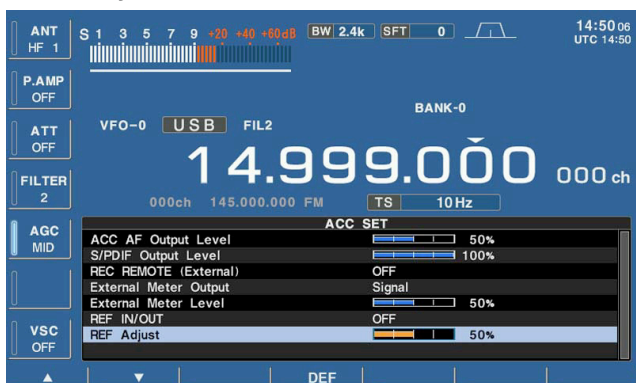 ANT
HF 1
S 1 3 5 7 9 +20 +40 +60dB
BW 2.4k SFT 0
14:50 06
UTC 14:50
P.AMP
OFF
BANK-0
ATT
OFF
VFO-0 USB FIL2
14.999.000 000 ch
FILTER
2
000ch 145.000.000 FM TS 10Hz
AGC
MID
ACC SET
ACC AF Output Level 50%
S/PDIF Output Level 100%
REC REMOTE (External) OFF
External Meter Output Signal
External Meter Level 50%
REF IN/OUT OFF
REF Adjust 50%
VSC
OFF
DEF